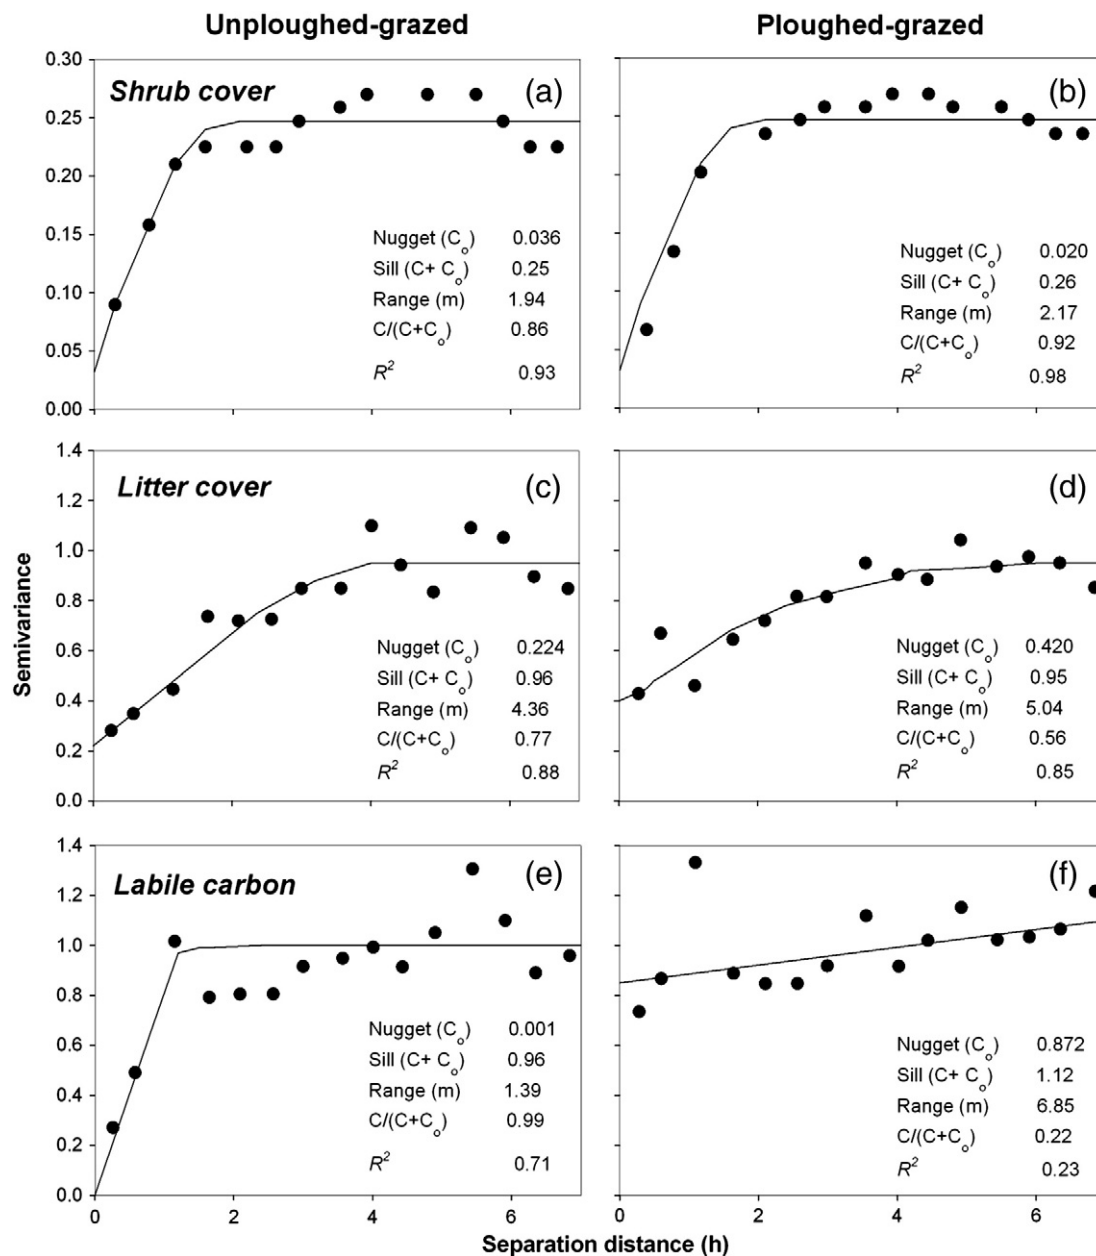 Unploughed-grazed
Ploughed-grazed
Semivariance
0.30
0.25
0.20
0.15
0.10
0.05
0.00
Shrub cover
(a)
Nugget (Co) 0.036
Sill (C+ Co) 0.25
Range (m) 1.94
C/(C+Co) 0.86
R2 0.93
(b)
Nugget (Co) 0.020
Sill (C+ Co) 0.26
Range (m) 2.17
C/(C+Co) 0.92
R2 0.98
1.4
1.2
1.0
0.8
0.6
0.4
0.2
0.0
Litter cover
(c)
Nugget (Co) 0.224
Sill (C+ Co) 0.96
Range (m) 4.36
C/(C+Co) 0.77
R2 0.88
(d)
Nugget (Co) 0.420
Sill (C+ Co) 0.95
Range (m) 5.04
C/(C+Co) 0.56
R2 0.85
1.4
1.2
1.0
0.8
0.6
0.4
0.2
0.0
Labile carbon
(e)
Nugget (Co) 0.001
Sill (C+ Co) 0.96
Range (m) 1.39
C/(C+Co) 0.99
R2 0.71
(f)
Nugget (Co) 0.872
Sill (C+ Co) 1.12
Range (m) 6.85
C/(C+Co) 0.22
R2 0.23
0 2 4 6
0 2 4 6
Separation distance (h)